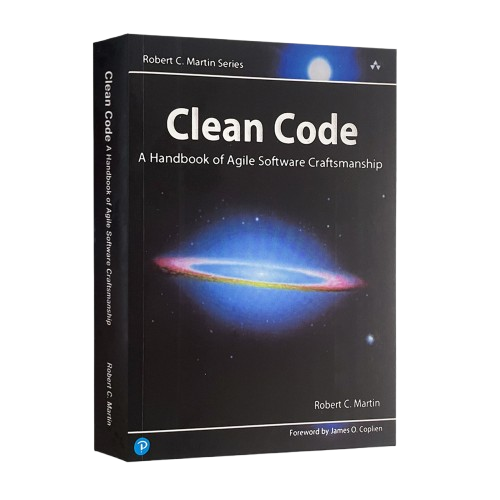 Robert C. Martin Series
Clean Code
A Handbook of Agile Software Craftsmanship
Robert C. Martin
Foreword by James O. Coplien
Clean Code A Handbook of Agile Software Craftsmanship
Robert C. Martin
P